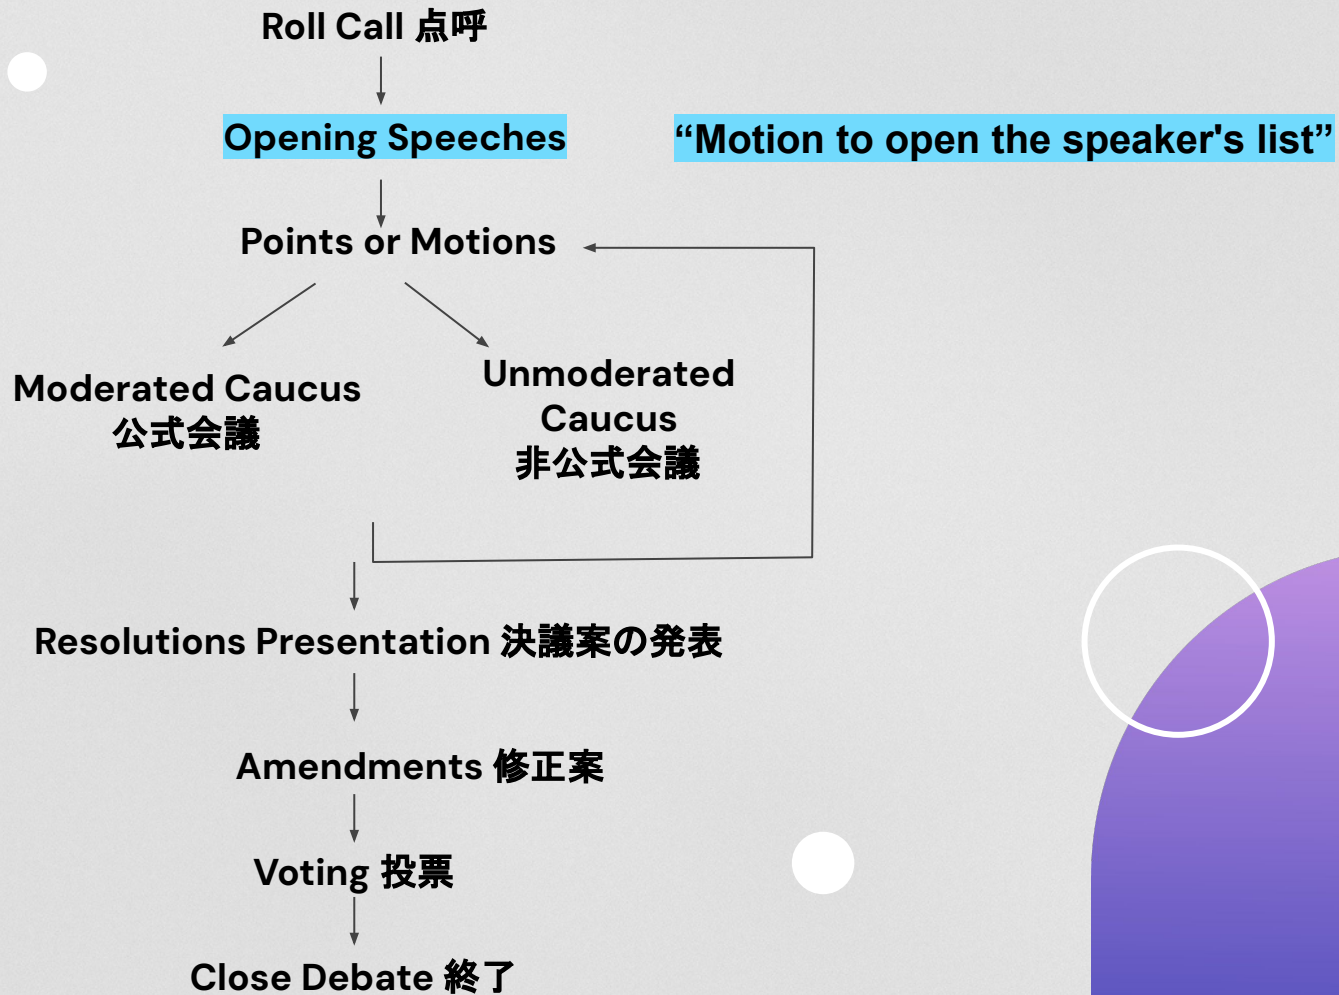 Roll Call 点呼
Opening Speeches
“Motion to open the speaker's list”
Points or Motions
Moderated Caucus
公式会議
Unmoderated
Caucus
非公式会議
Resolutions Presentation 決議案の発表
Amendments 修正案
Voting 投票
Close Debate 終了